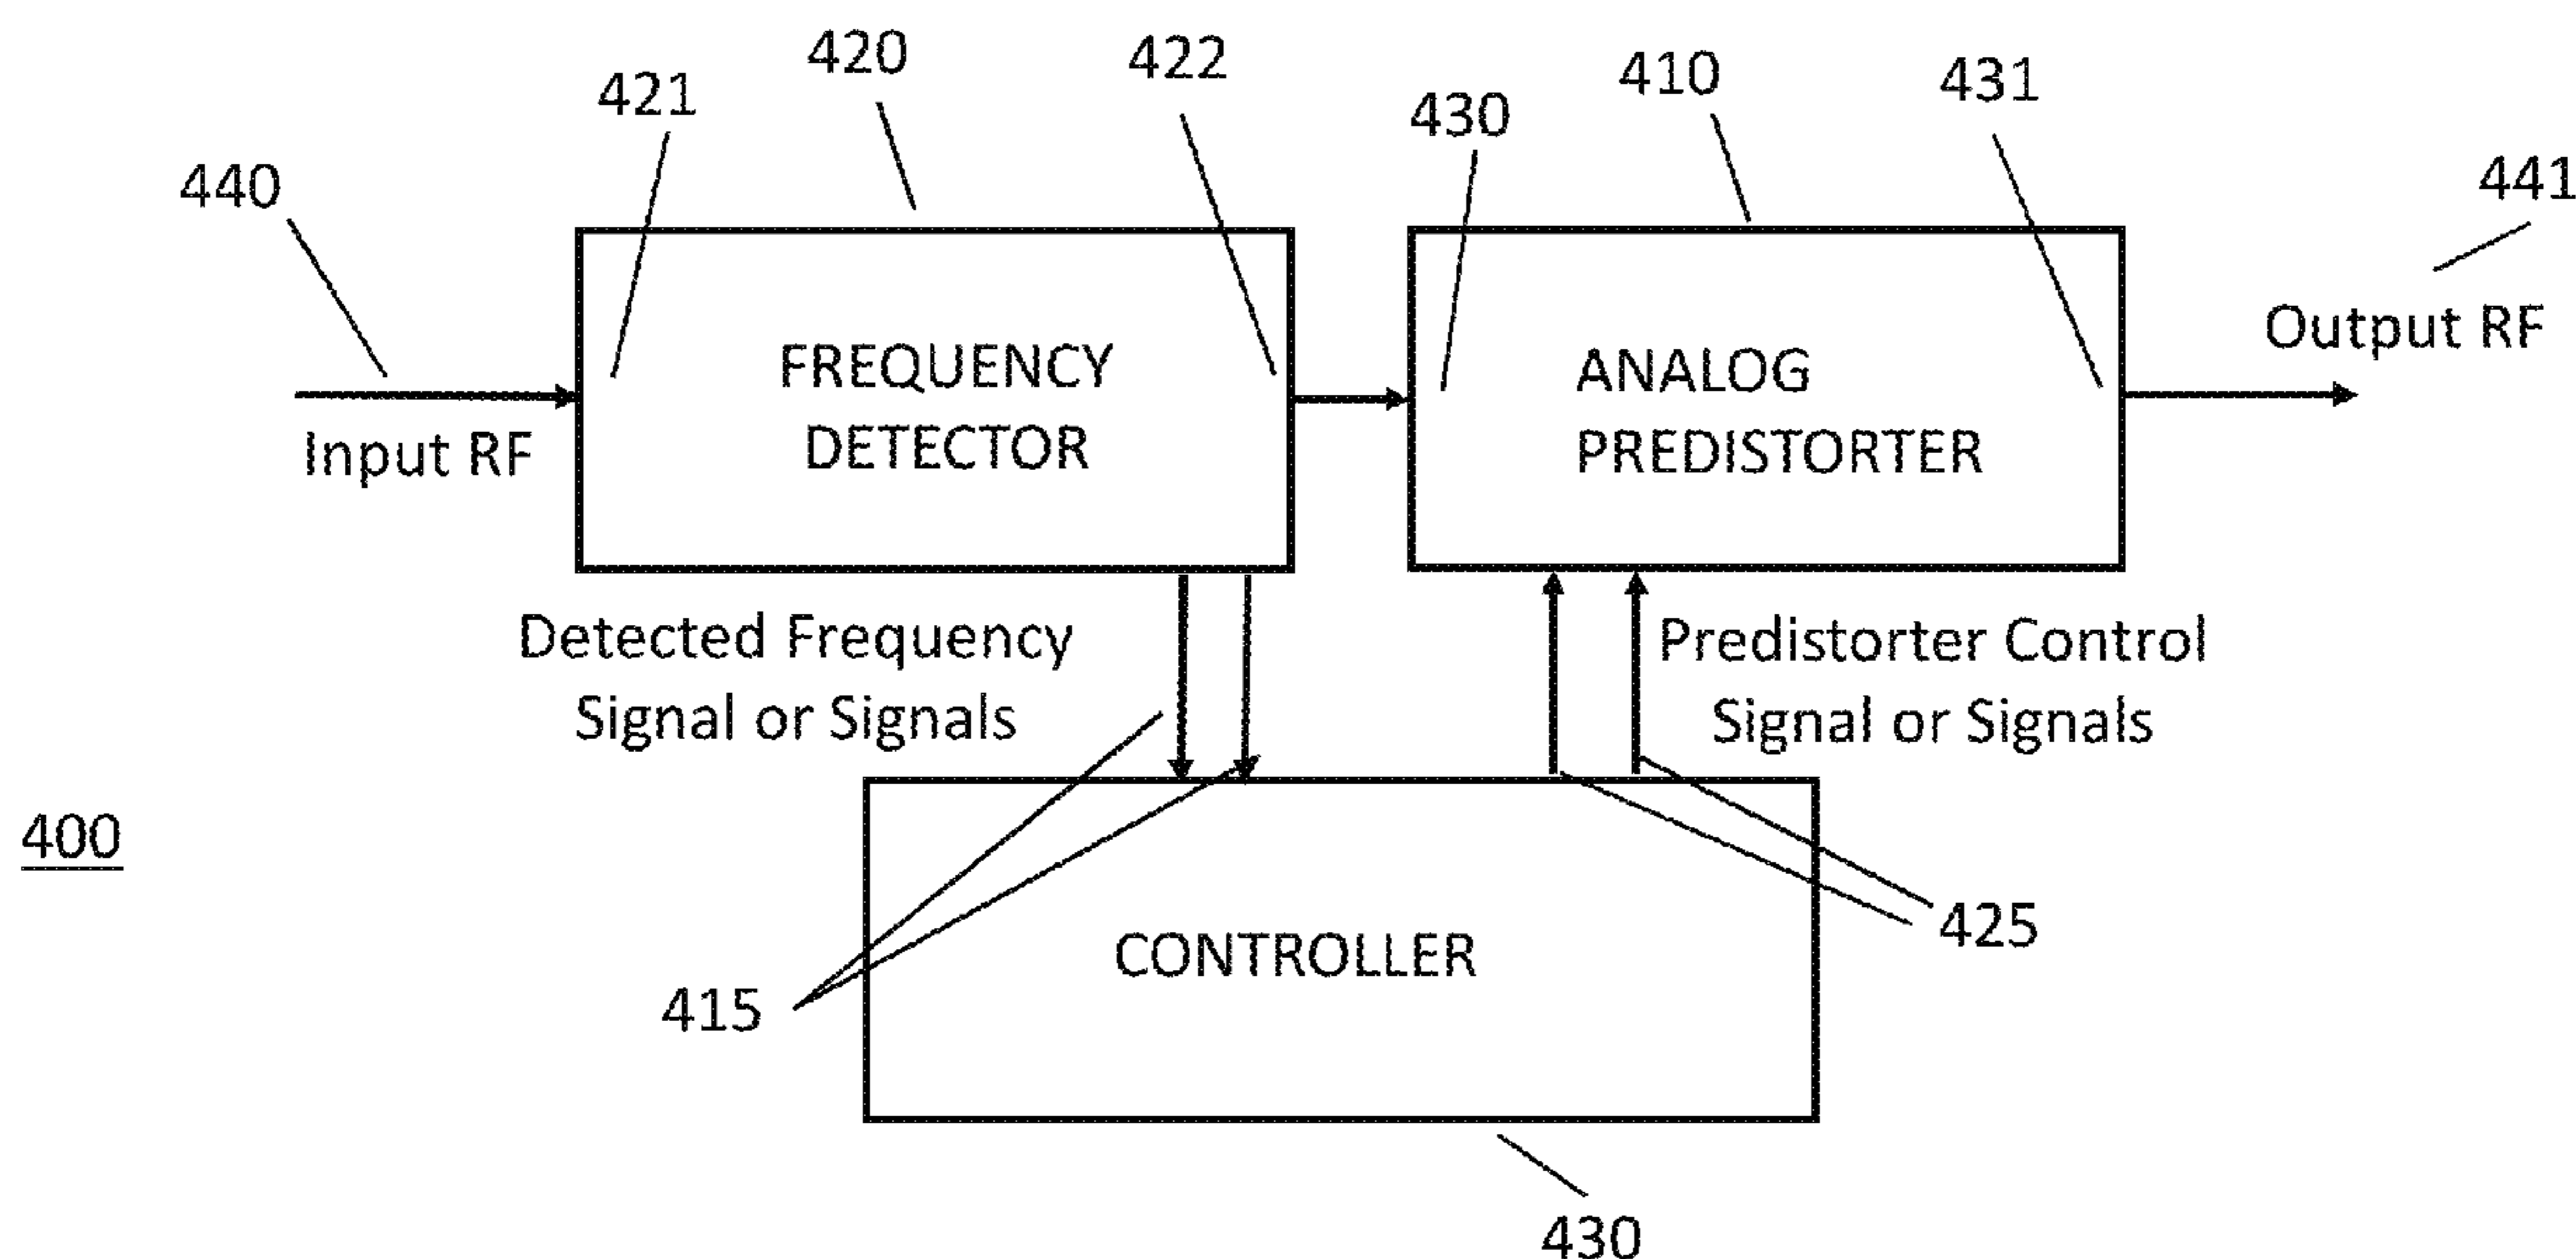 420
422
410
431
421
430
440
441
Output RF
FREQUENCY
DETECTOR
ANALOG
PREDISTORTER
Input RF
Detected Frequency
Signal or Signals
Predistorter Control
Signal or Signals
400
CONTROLLER
425
415
430